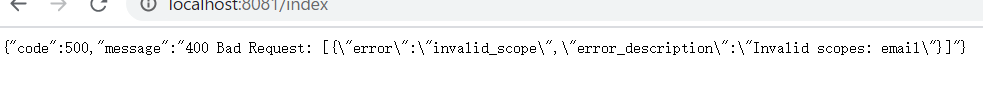 localhost:8081/index
{"code":500,"message":"400 Bad Request: [{\"error\":\"invalid_scope\",\"error_description\":\"Invalid scopes: email\"}]"}